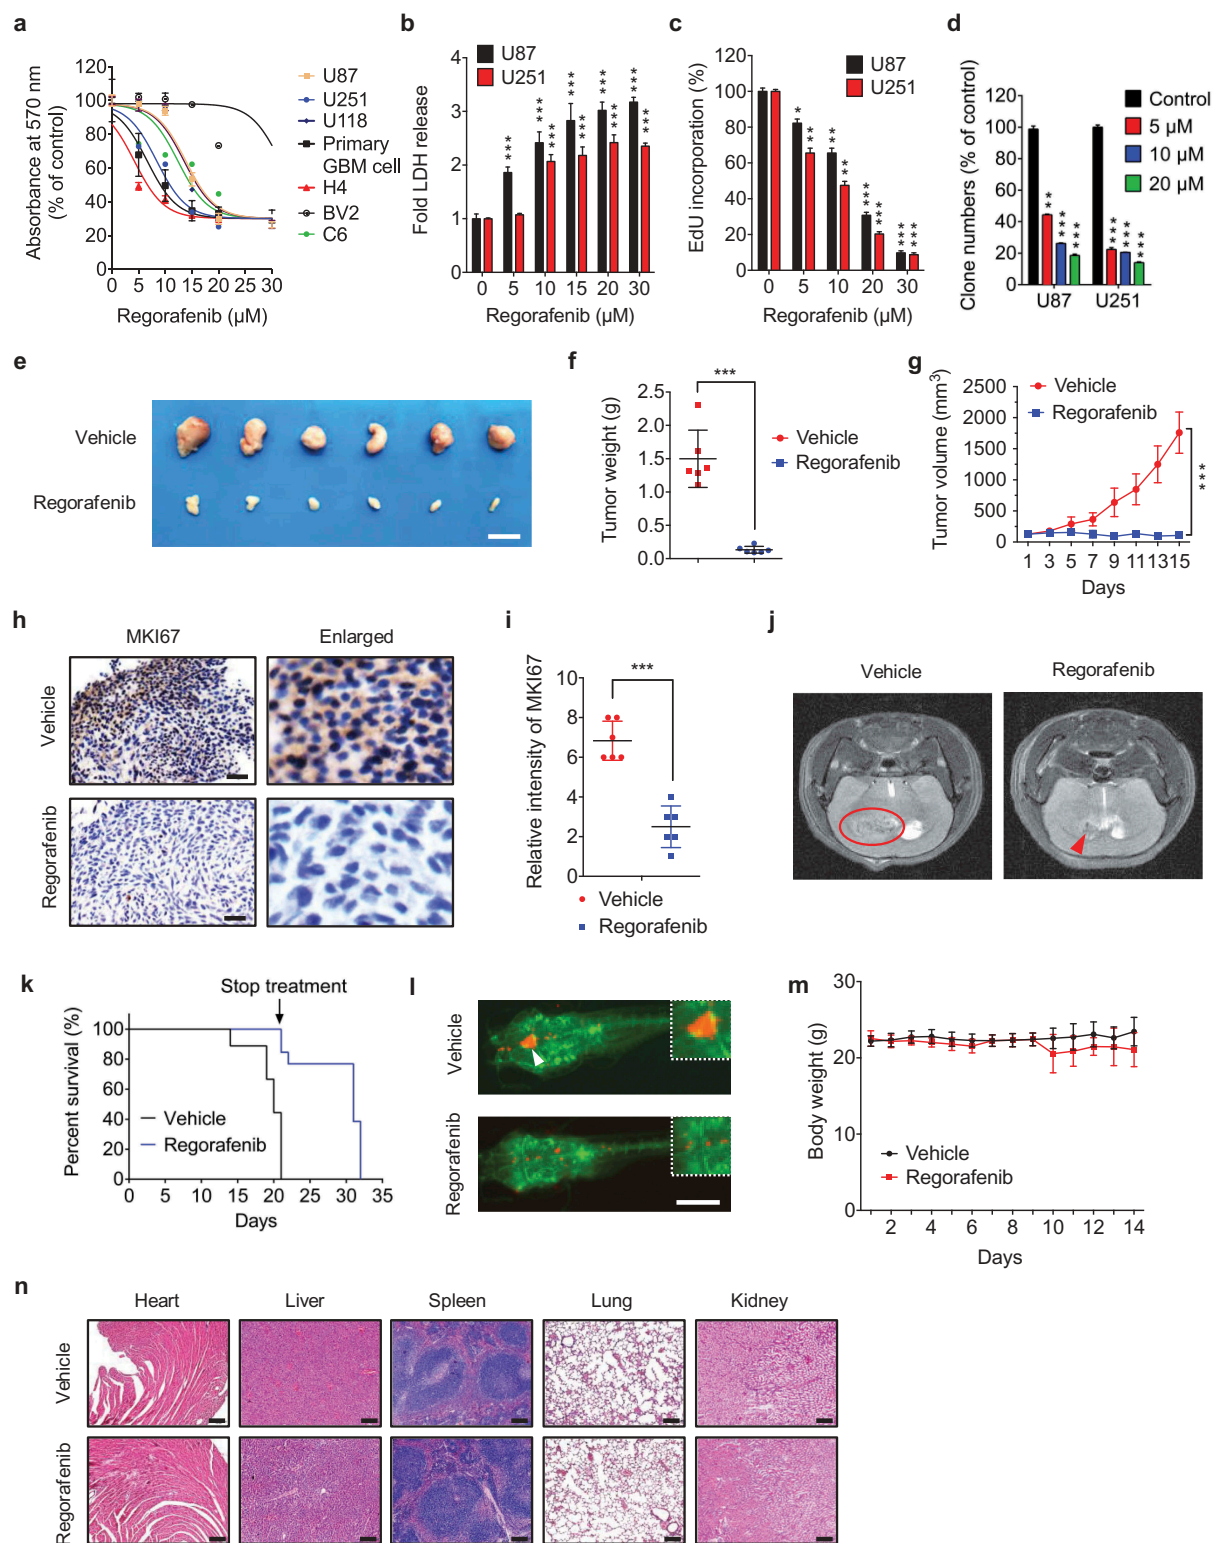 a
Absorbance at 570 nm
(% of control)
120
100
80
60
40
20
0
0 5 10 15 20 25 30
Regorafenib (µM)
U87
U251
U118
Primary
GBM cell
H4
BV2
C6
b
Fold LDH release
4
3
2
1
0
U87
U251
***
***
***
***
***
***
***
***
***
0 5 10 15 20 30
Regorafenib (µM)
c
EdU incorporation (%)
120
100
80
60
40
20
0
U87
U251
*
**
**
**
***
***
***
***
0 5 10 20 30
Regorafenib (µM)
d
Clone numbers (% of control)
120
100
80
60
40
20
0
Control
5 µM
10 µM
20 µM
**
***
***
***
***
***
U87 U251
e
Vehicle
Regorafenib
f
Tumor weight (g)
2.5
2.0
1.5
1.0
0.5
0.0
***
Vehicle
Regorafenib
g
Tumor volume (mm3)
2500
2000
1500
1000
500
0
Vehicle
Regorafenib
***
1 3 5 7 9 11 13 15
Days
h
MKI67 Enlarged
Vehicle
Regorafenib
i
Relative intensity of MKI67
10
8
6
4
2
0
***
Vehicle
Regorafenib
j
Vehicle Regorafenib
k
Stop treatment
Percent survival (%)
100
80
60
40
20
0
Vehicle
Regorafenib
0 5 10 15 20 25 30 35
Days
l
Vehicle
Regorafenib
m
Body weight (g)
30
20
10
0
Vehicle
Regorafenib
2 4 6 8 10 12 14
Days
n
Heart Liver Spleen Lung Kidney
Vehicle
Regorafenib